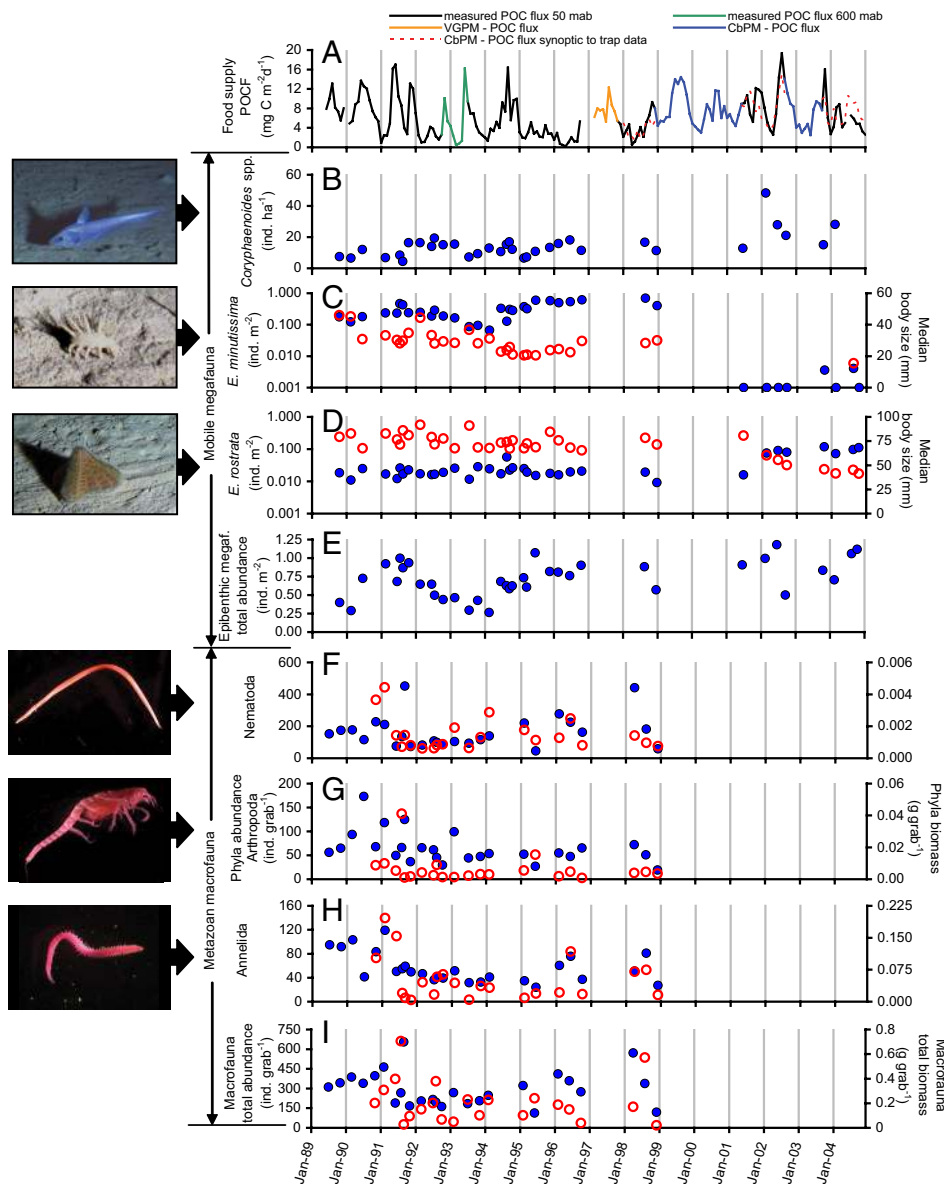 measured POC flux 50 mab
measured POC flux 600 mab
VGPM - POC flux
CbPM - POC flux
CbPM - POC flux synoptic to trap data
A
Food supply
POCF
(mg C m-2d-1)
20
16
12
8
4
0
B
Coryphaenoides spp.
(ind. ha-1)
60
40
20
0
C
E. minutissima
(ind. m-2)
1.000
0.100
0.010
0.001
60
40
20
0
Median
body size (mm)
D
E. rostrata
(ind. m-2)
1.000
0.100
0.010
0.001
100
75
50
25
0
Median
body size (mm)
Mobile megafauna
E
Epibenthic megaf.
total abundance
(ind. m-2)
1.25
1.00
0.75
0.50
0.25
0.00
F
Nematoda
600
400
200
0
0.006
0.004
0.002
0.000
G
Phyla abundance
Arthropoda
(ind. grab-1)
200
150
100
50
0
0.06
0.04
0.02
0.00
Phyla biomass
(g grab-1)
Metazoan macrofauna
H
Annelida
160
120
80
40
0
0.225
0.150
0.075
0.000
I
Macrofauna
total abundance
(ind. grab-1)
750
600
450
300
150
0
0.8
0.6
0.4
0.2
0
Macrofauna
total biomass
(g grab-1)
Jan-89
Jan-90
Jan-91
Jan-92
Jan-93
Jan-94
Jan-95
Jan-96
Jan-97
Jan-98
Jan-99
Jan-00
Jan-01
Jan-02
Jan-03
Jan-04